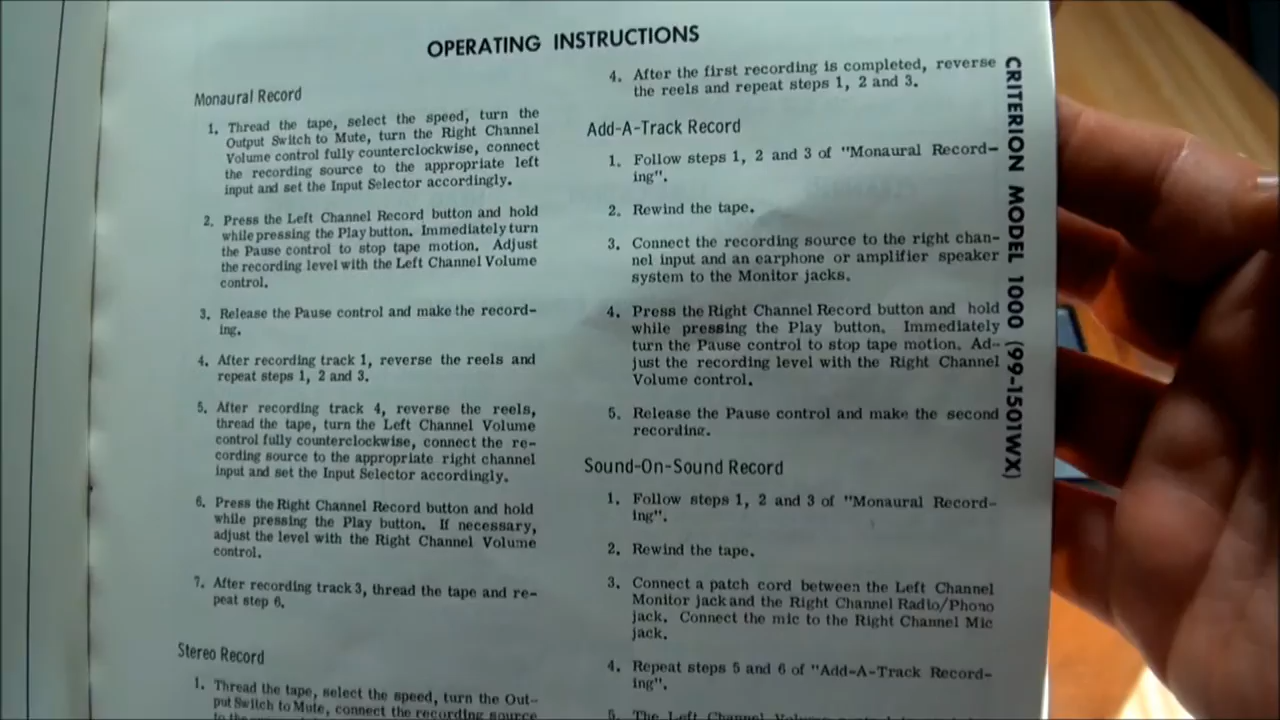 OPERATING INSTRUCTIONS
Monaural Record
1. Thread the tape, select the speed, turn the
Output Switch to Mute, turn the Right Channel
Volume control fully counterclockwise, connect
the recording source to the appropriate left
input and set the Input Selector accordingly.
2. Press the Left Channel Record button and hold
while pressing the Play button. Immediately turn
the Pause control to stop tape motion. Adjust
the recording level with the Left Channel Volume
control.
3. Release the Pause control and make the record-
ing.
4. After recording track 1, reverse the reels and
repeat steps 1, 2 and 3.
5. After recording track 4, reverse the reels,
thread the tape, turn the Left Channel Volume
control fully counterclockwise, connect the re-
cording source to the appropriate right channel
input and set the Input Selector accordingly.
6. Press the Right Channel Record button and hold
while pressing the Play button. If necessary,
adjust the level with the Right Channel Volume
control.
7. After recording track 3, thread the tape and re-
peat step 6.
Stereo Record
1. Thread the tape, select the speed, turn the Out-
put Switch to Mute, connect the recording source
4. After the first recording is completed, reverse
the reels and repeat steps 1, 2 and 3.
Add-A-Track Record
1. Follow steps 1, 2 and 3 of "Monaural Record-
ing".
2. Rewind the tape.
3. Connect the recording source to the right chan-
nel input and an earphone or amplifier speaker
system to the Monitor jacks.
4. Press the Right Channel Record button and hold
while pressing the Play button. Immediately
turn the Pause control to stop tape motion. Ad-
just the recording level with the Right Channel
Volume control.
5. Release the Pause control and make the second
recording.
Sound-On-Sound Record
1. Follow steps 1, 2 and 3 of "Monaural Record-
ing".
2. Rewind the tape.
3. Connect a patch cord between the Left Channel
Monitor jack and the Right Channel Radio/Phono
jack. Connect the mic to the Right Channel Mic
jack.
4. Repeat steps 5 and 6 of "Add-A-Track Record-
ing".
5. The Left Channel Volume
CRITERION MODEL 1000 (99-1501WX)